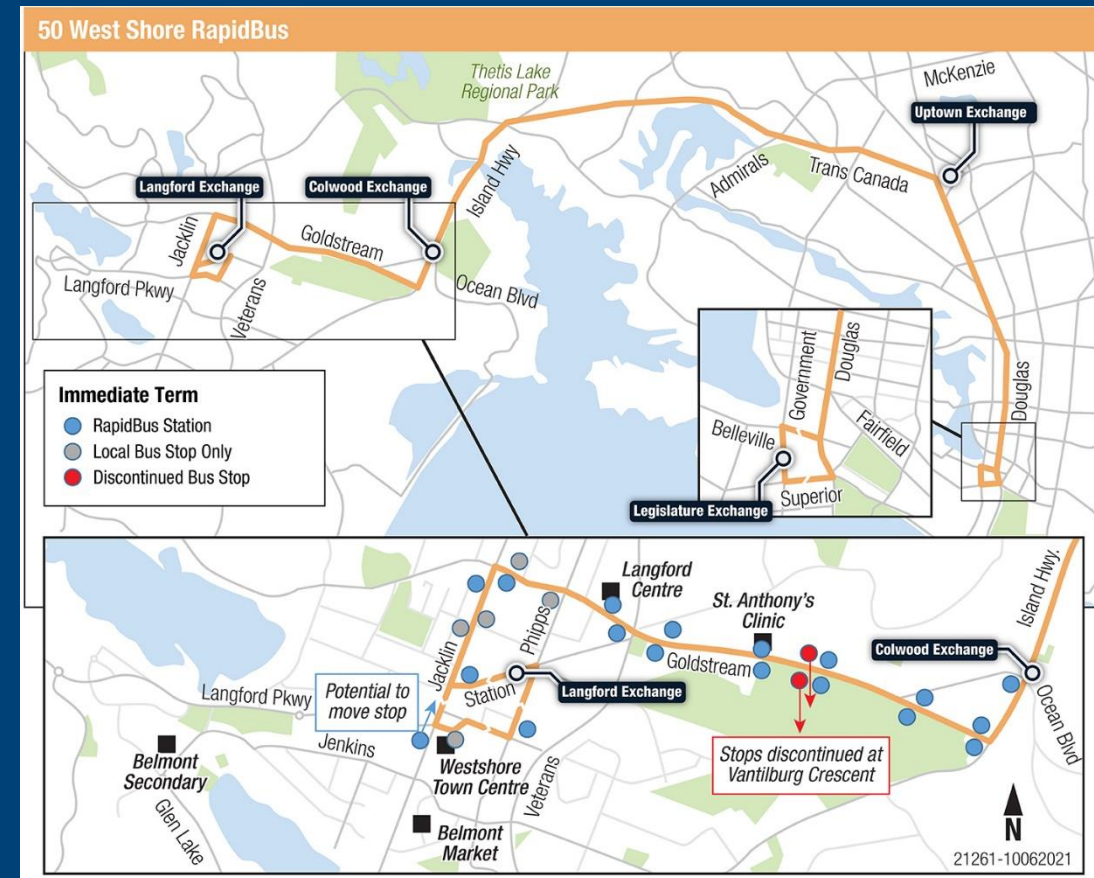 50 West Shore RapidBus
Thetis Lake
Regional Park
McKenzie
Uptown Exchange
Admirals
Trans Canada
Island Hwy
Langford Exchange
Colwood Exchange
Jacklin
Goldstream
Langford Pkwy
Veterans
Ocean Blvd
Douglas
Government
Douglas
Belleville
Fairfield
Superior
Legislature Exchange
Immediate Term
RapidBus Station
Local Bus Stop Only
Discontinued Bus Stop
Langford
Centre
St. Anthony's
Clinic
Island Hwy.
Phipps
Goldstream
Colwood Exchange
Jacklin
Station
Langford Exchange
Langford Pkwy
Potential to
move stop
Ocean Blvd
Jenkins
Belmont
Secondary
Westshore
Town Centre
Veterans
Stops discontinued at
Vantilburg Crescent
Glen Lake
Belmont
Market
N
21261-10062021